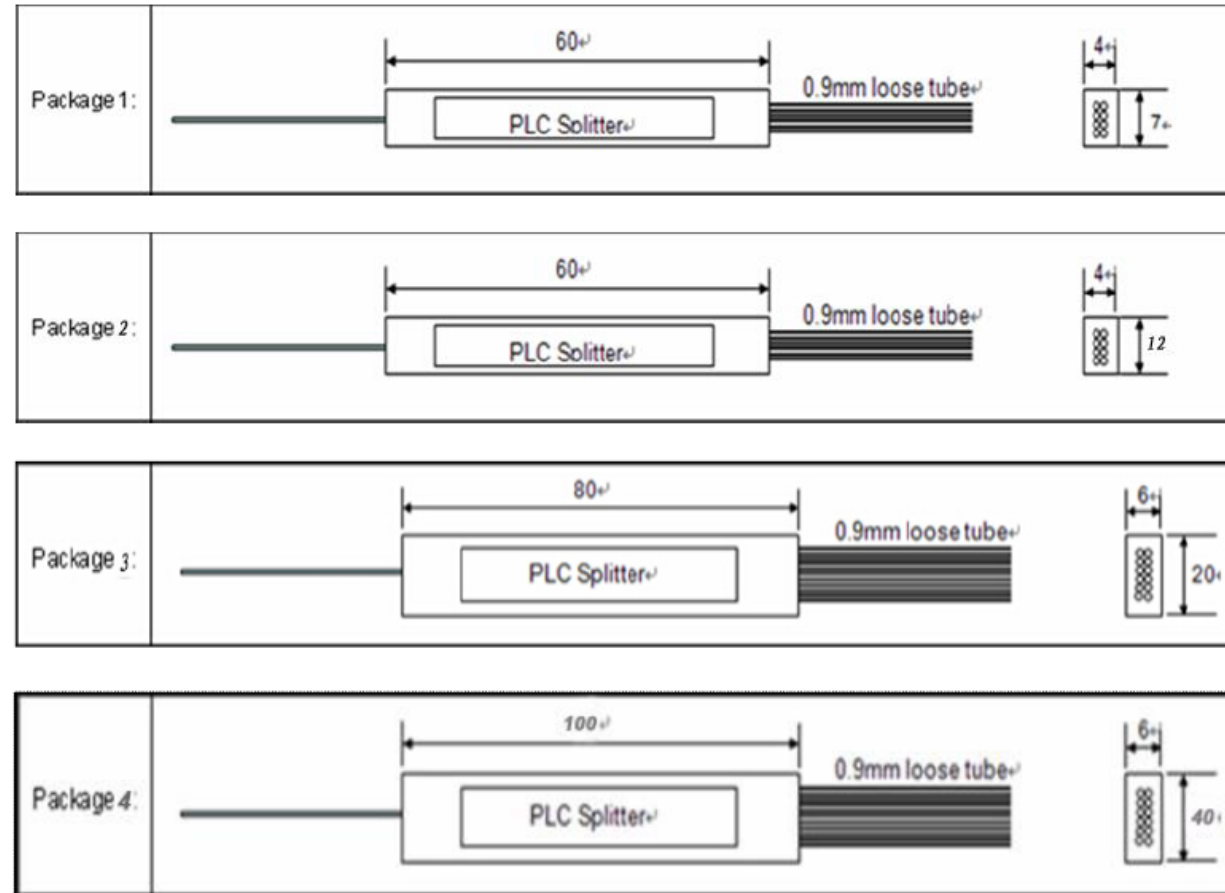 60↵
4↵
0.9mm loose tube↵
Package 1:
PLC Splitter↵
7↵
60↵
4↵
0.9mm loose tube↵
Package 2:
PLC Splitter↵
12
80↵
6↵
0.9mm loose tube↵
Package 3:
PLC Splitter↵
20↵
100↵
6↵
0.9mm loose tube↵
Package 4:
PLC Splitter↵
40↵